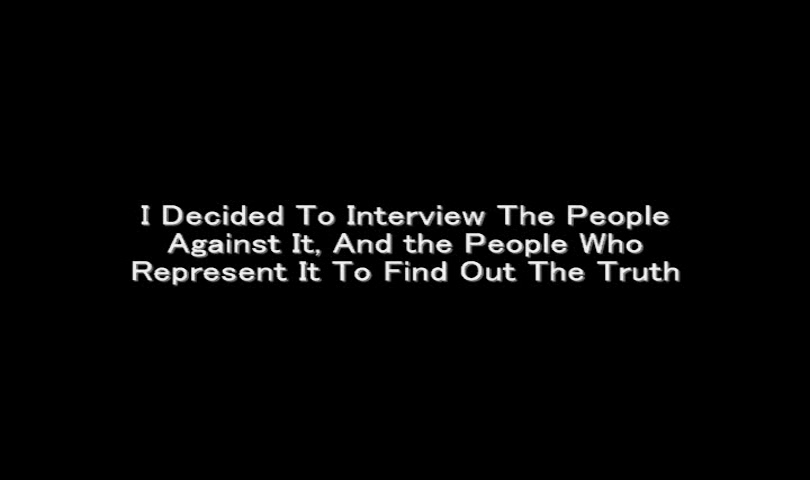 I Decided To Interview The People
Against It, And the People Who
Represent It To Find Out The Truth